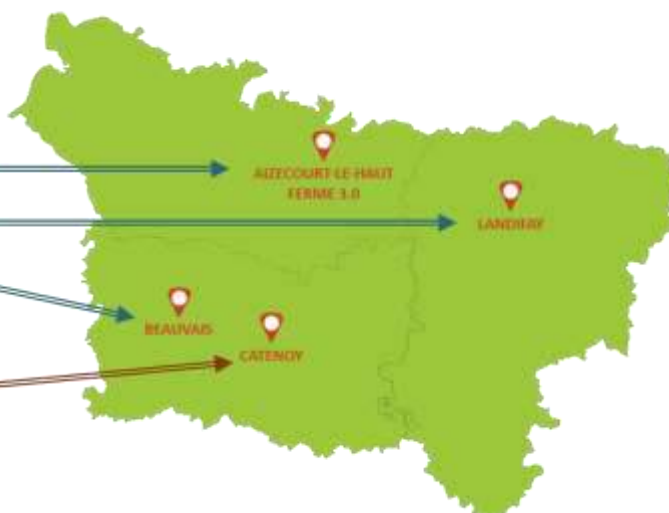 AIZECOURT-LE-HAUT
FERME 3.0
LANDIFAY
BEAUVAIS
CATENOY